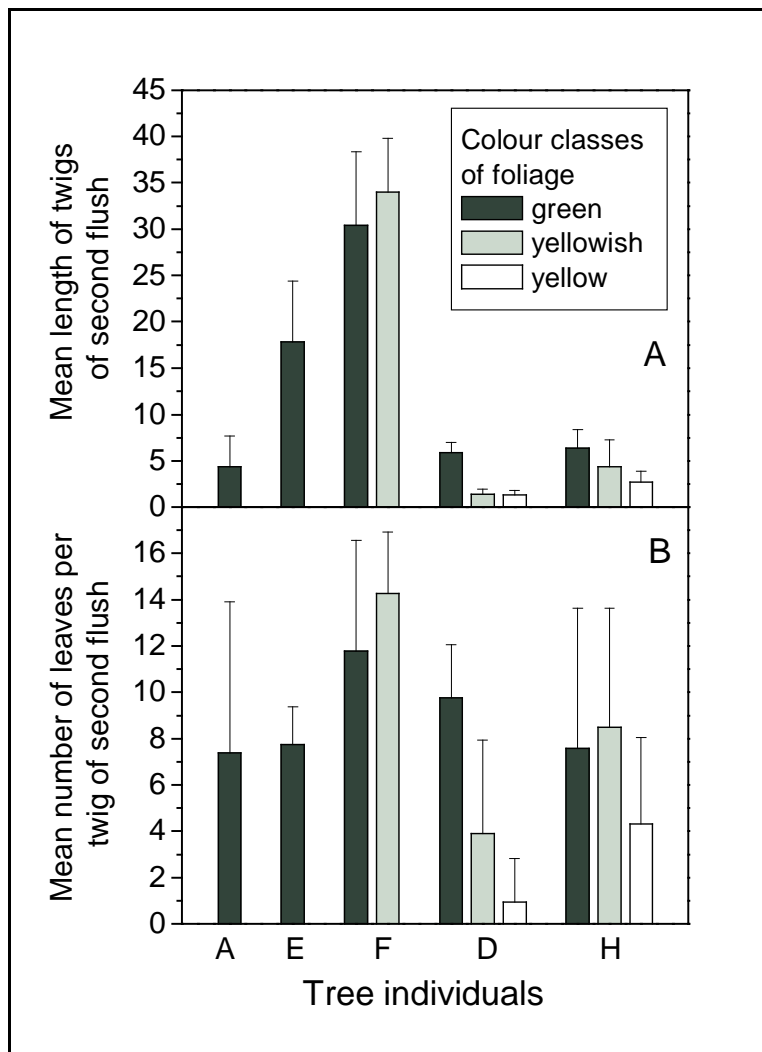 Mean length of twigs
of second flush
45
40
35
30
25
20
15
10
5
0
Colour classes
of foliage
green
yellowish
yellow
A
Mean number of leaves per
twig of second flush
16
14
12
10
8
6
4
2
0
B
A E F D H
Tree individuals